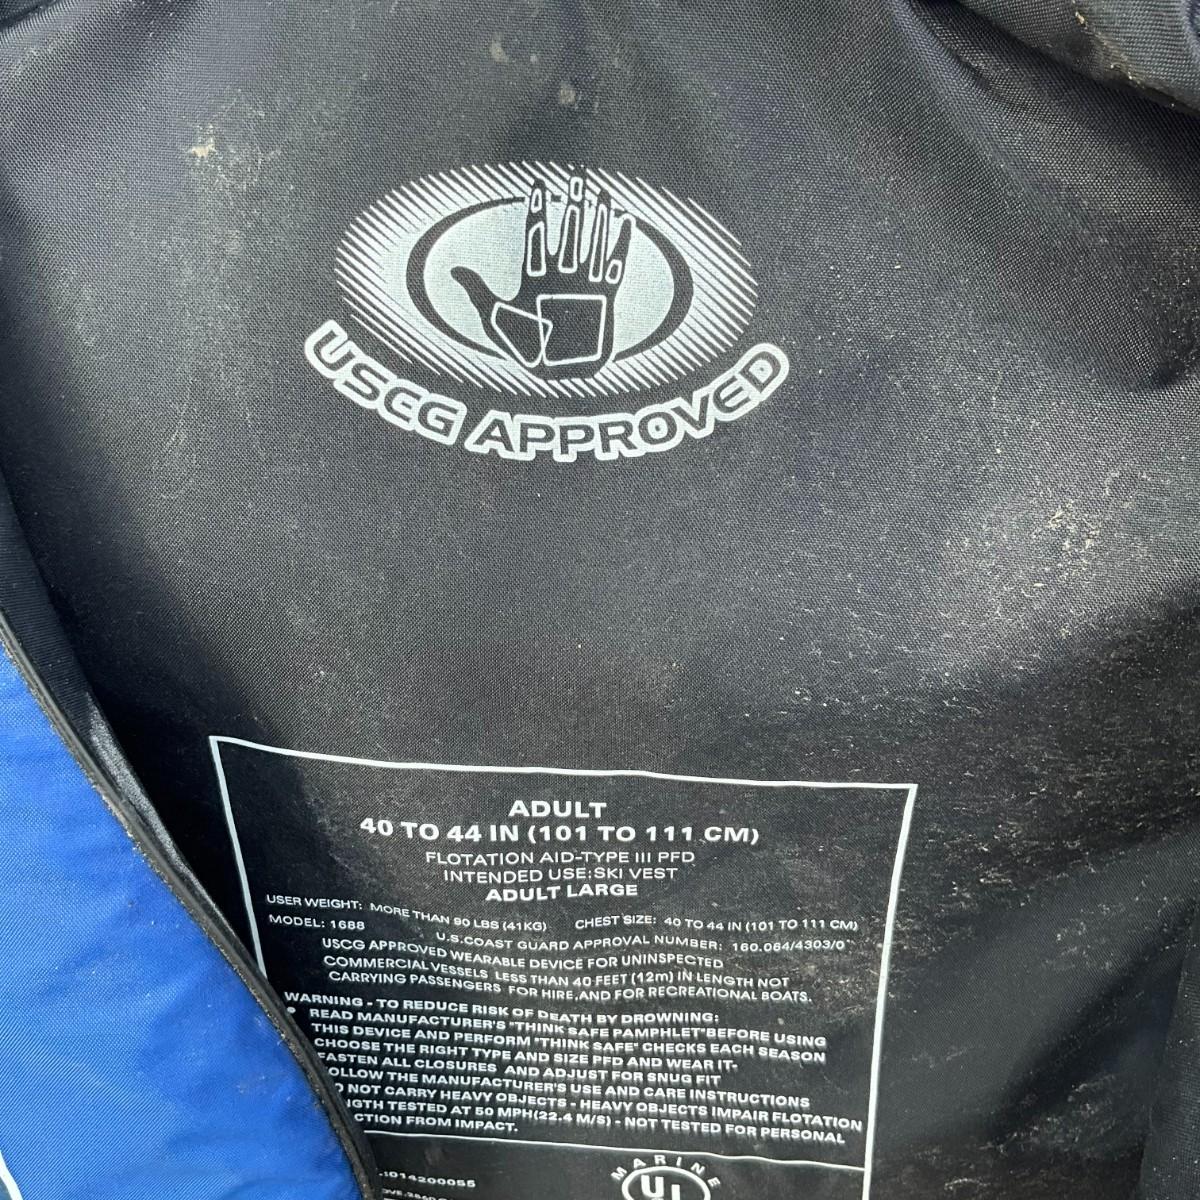 USCG APPROVED
ADULT
40 TO 44 IN (101 TO 111 CM)
FLOTATION AID-TYPE III PFD
INTENDED USE:SKI VEST
ADULT LARGE
USER WEIGHT: MORE THAN 90 LBS (41KG) CHEST SIZE: 40 TO 44 IN (101 TO 111 CM)
MODEL: 1688 U.S.COAST GUARD APPROVAL NUMBER: 160.064/4303/0
USCG APPROVED WEARABLE DEVICE FOR UNINSPECTED
COMMERCIAL VESSELS LESS THAN 40 FEET (12m) IN LENGTH NOT
CARRYING PASSENGERS FOR HIRE,AND FOR RECREATIONAL BOATS.
WARNING - TO REDUCE RISK OF DEATH BY DROWNING:
• READ MANUFACTURER'S "THINK SAFE PAMPHLET"BEFORE USING
THIS DEVICE AND PERFORM "THINK SAFE" CHECKS EACH SEASON
CHOOSE THE RIGHT TYPE AND SIZE PFD AND WEAR IT-
FASTEN ALL CLOSURES AND ADJUST FOR SNUG FIT
OLLOW THE MANUFACTURER'S USE AND CARE INSTRUCTIONS
O NOT CARRY HEAVY OBJECTS - HEAVY OBJECTS IMPAIR FLOTATION
GTH TESTED AT 50 MPH(22.4 M/S) - NOT TESTED FOR PERSONAL
CTION FROM IMPACT.
014200055
MARINE
UL